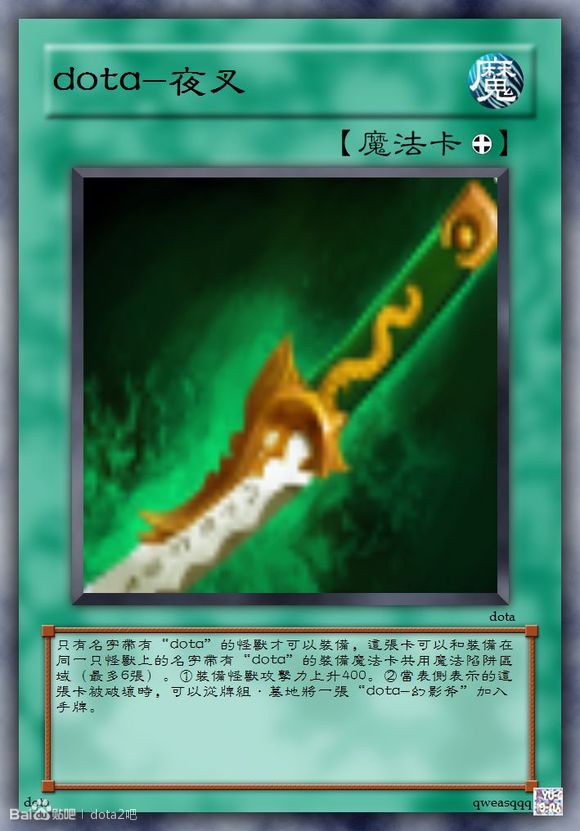 dota-夜叉
魔
【魔法卡】
dota
只有名字帶有“dota”的怪獸才可以裝備，這張卡可以和裝備在
同一只怪獸上的名字帶有“dota”的裝備魔法卡共用魔法陷阱區
域（最多6張）。①裝備怪獸攻擊力上升400。②當表側表示的這
張卡被破壞時，可以從牌組·墓地將一張“dota-幻影斧”加入
手牌。
dota
qweasqqq
Bai 贴吧 | dota2吧